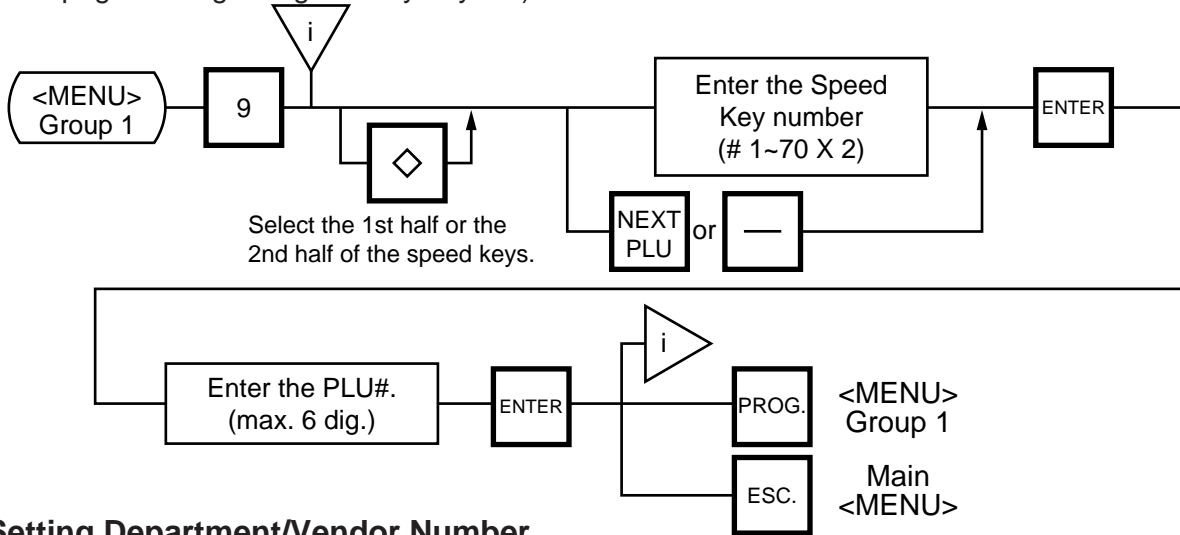 i
<MENU>
Group 1
9
◇
Select the 1st half or the
2nd half of the speed keys.
Enter the Speed
Key number
(# 1~70 X 2)
NEXT
PLU
or
—
ENTER
Enter the PLU#.
(max. 6 dig.)
ENTER
i
PROG.
<MENU>
Group 1
ESC.
Main
<MENU>
Setting Department/Vendor Number